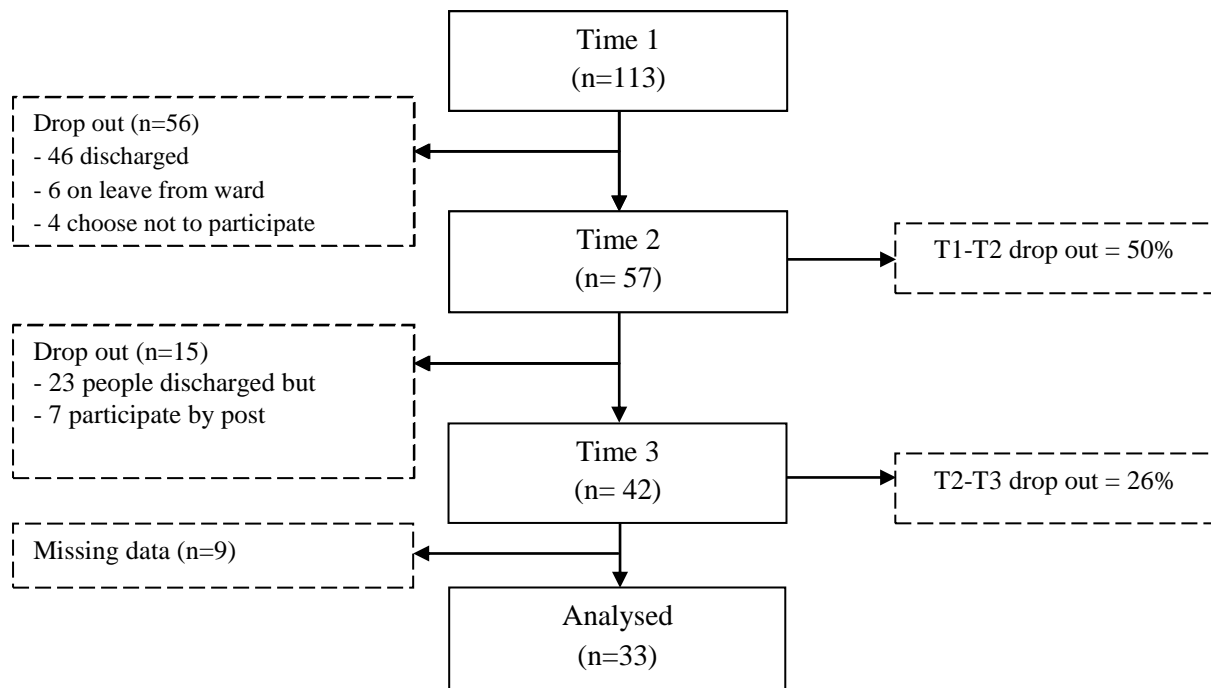 Time 1
(n=113)
Drop out (n=56)
- 46 discharged
- 6 on leave from ward
- 4 choose not to participate
Time 2
(n= 57)
T1-T2 drop out = 50%
Drop out (n=15)
- 23 people discharged but
- 7 participate by post
Time 3
(n= 42)
T2-T3 drop out = 26%
Missing data (n=9)
Analysed
(n=33)